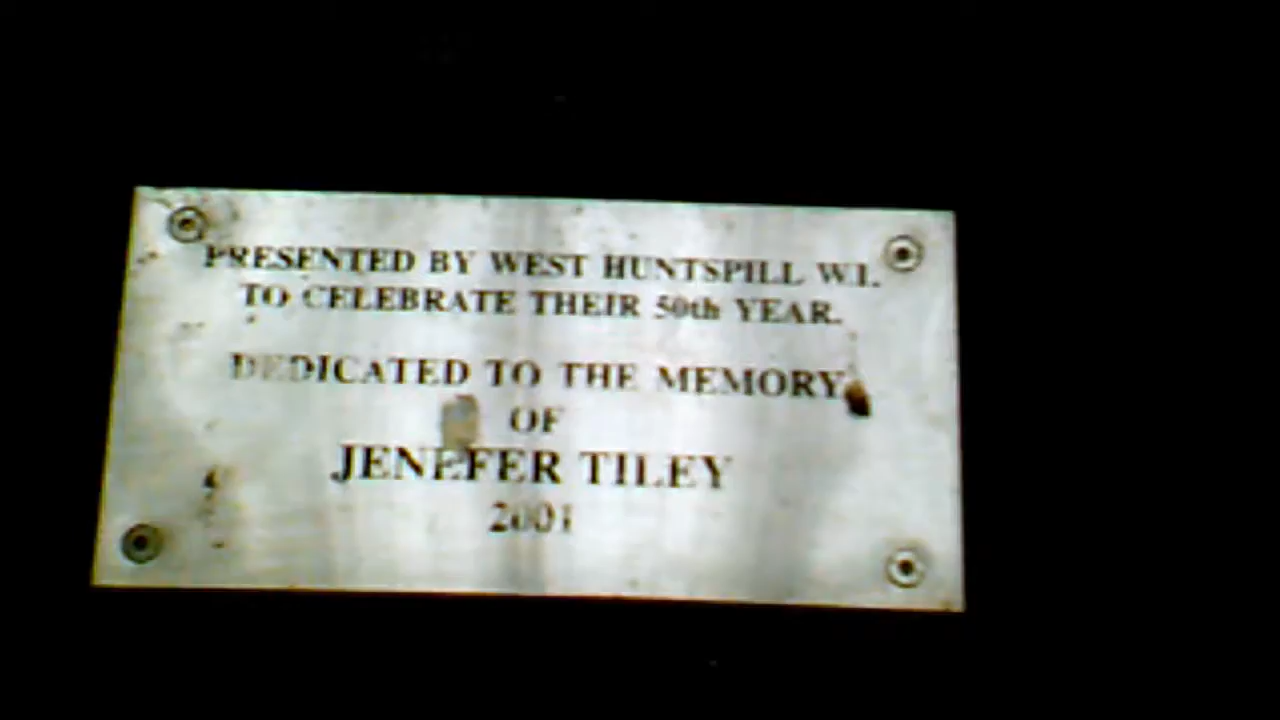 PRESENTED BY WEST HUNTSPILL W.I.
TO CELEBRATE THEIR 50th YEAR.
DEDICATED TO THE MEMORY
OF
JENEFER TILEY
2001